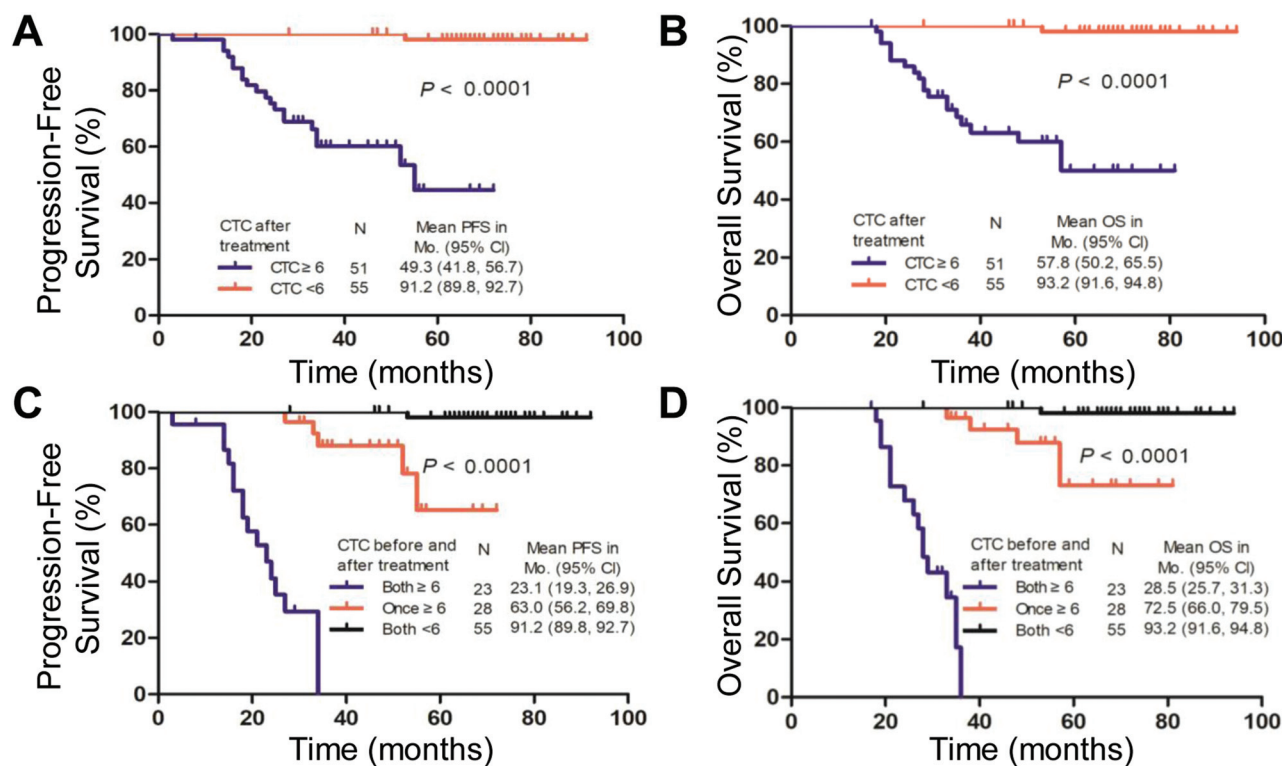 A
Progression-Free
Survival (%)
100
80
60
40
20
0
P < 0.0001
CTC after N Mean PFS in
treatment Mo. (95% CI)
CTC ≥ 6 51 49.3 (41.8, 56.7)
CTC <6 55 91.2 (89.8, 92.7)
0 20 40 60 80 100
Time (months)
B
Overall Survival (%)
100
80
60
40
20
0
P < 0.0001
CTC after N Mean OS in
treatment Mo. (95% CI)
CTC ≥ 6 51 57.8 (50.2, 65.5)
CTC <6 55 93.2 (91.6, 94.8)
0 20 40 60 80 100
Time (months)
C
Progression-Free
Survival (%)
100
80
60
40
20
0
P < 0.0001
CTC before and N Mean PFS in
after treatment Mo. (95% CI)
Both ≥ 6 23 23.1 (19.3, 26.9)
Once ≥ 6 28 63.0 (56.2, 69.8)
Both <6 55 91.2 (89.8, 92.7)
0 20 40 60 80 100
Time (months)
D
Overall Survival (%)
100
80
60
40
20
0
P < 0.0001
CTC before and N Mean OS in
after treatment Mo. (95% CI)
Both ≥ 6 23 28.5 (25.7, 31.3)
Once ≥ 6 28 72.5 (66.0, 79.5)
Both <6 55 93.2 (91.6, 94.8)
0 20 40 60 80 100
Time (months)